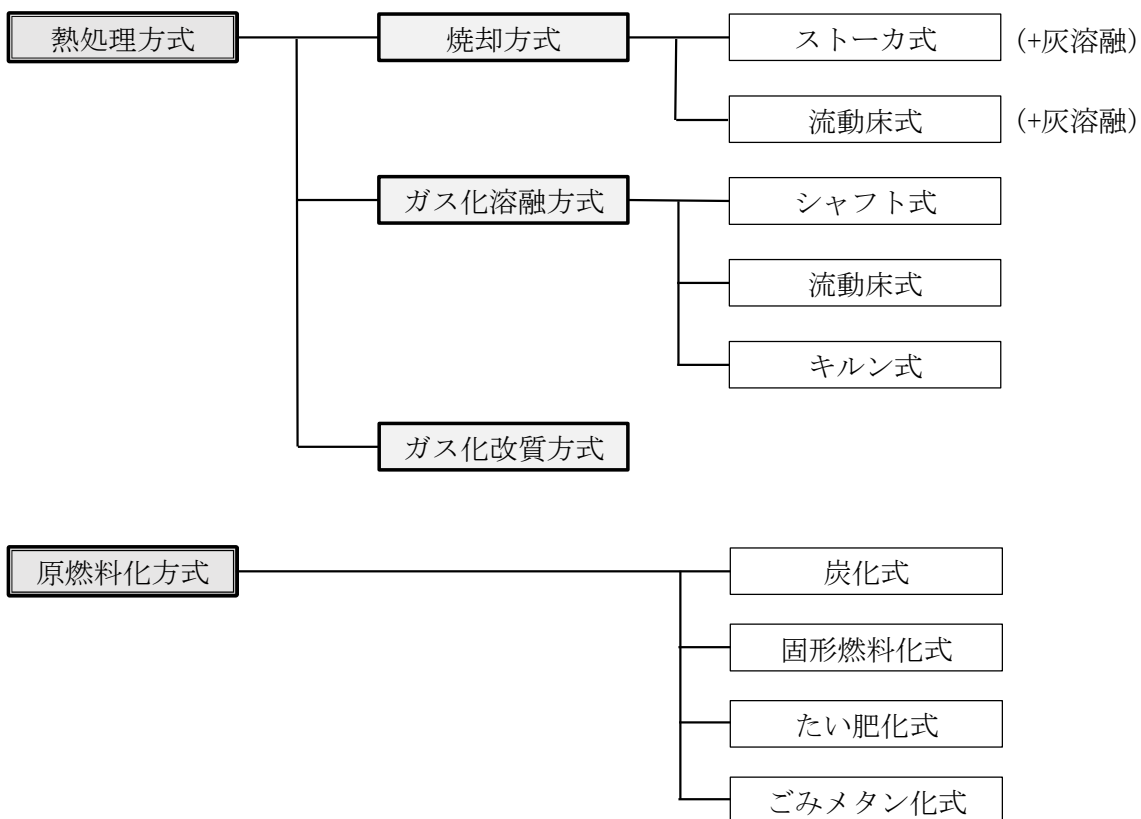 熱処理方式
焼却方式
ストーカ式 (+灰溶融)
流動床式 (+灰溶融)
ガス化溶融方式
シャフト式
流動床式
キルン式
ガス化改質方式
原燃料化方式
炭化式
固形燃料化式
たい肥化式
ごみメタン化式